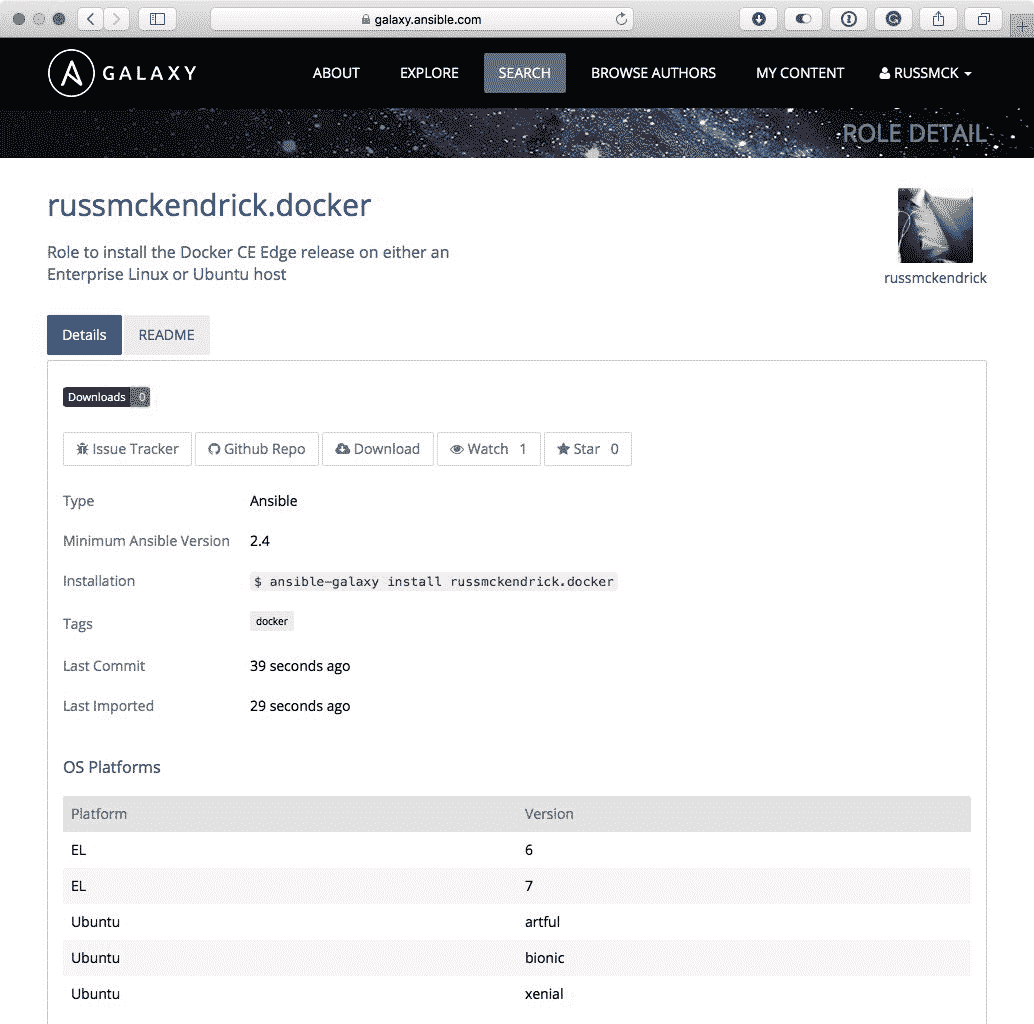 galaxy.ansible.com
GALAXY
ABOUT
EXPLORE
SEARCH
BROWSE AUTHORS
MY CONTENT
RUSSMCK
ROLE DETAIL
russmckendrick.docker
Role to install the Docker CE Edge release on either an
Enterprise Linux or Ubuntu host
russmckendrick
Details
README
Downloads 0
Issue Tracker
Github Repo
Download
Watch 1
Star 0
Type Ansible
Minimum Ansible Version 2.4
Installation $ ansible-galaxy install russmckendrick.docker
Tags docker
Last Commit 39 seconds ago
Last Imported 29 seconds ago
OS Platforms
Platform Version
EL 6
EL 7
Ubuntu artful
Ubuntu bionic
Ubuntu xenial